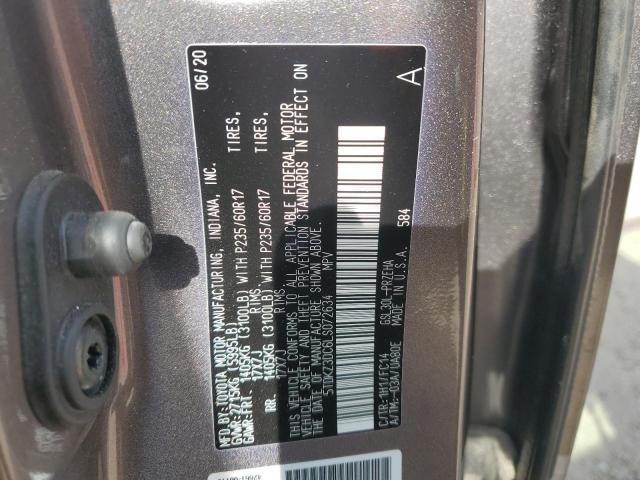 MFD.BY:TOYOTA MOTOR MANUFACTURING, INDIANA, INC. 06/20
GVWR:2715KG (5995LB)
GAWR:FRT. 1405KG (3100LB) WITH P235/60R17 TIRES,
17X7J RIMS
RR. 1405KG (3100LB) WITH P235/60R17 TIRES,
17X7J RIMS
THIS VEHICLE CONFORMS TO ALL APPLICABLE FEDERAL MOTOR
VEHICLE SAFETY AND THEFT PREVENTION STANDARDS IN EFFECT ON
THE DATE OF MANUFACTURE SHOWN ABOVE.
5TDKZ3DC6LS072634 MPV
A
C/TR:1H1/FC14 GSL30L-PRZEHA 584
A/TM:-03A/UA80E MADE IN U.S.A.